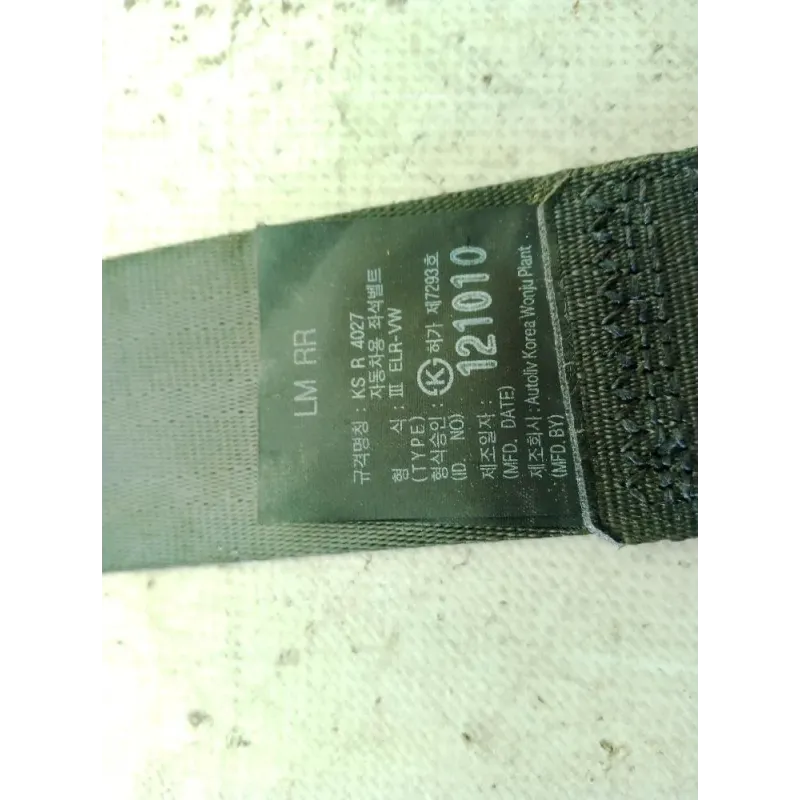 LM RR
규격명칭 : KS R 4027
자동차용 좌석벨트
형 식 : III ELR-VW
(TYPE)
형식승인 : K 허가 제7293호
(ID. NO)
제조일자 : 121010
(MFD. DATE)
제조회사 : Autoliv Korea Wonju Plant
(MFD.BY)